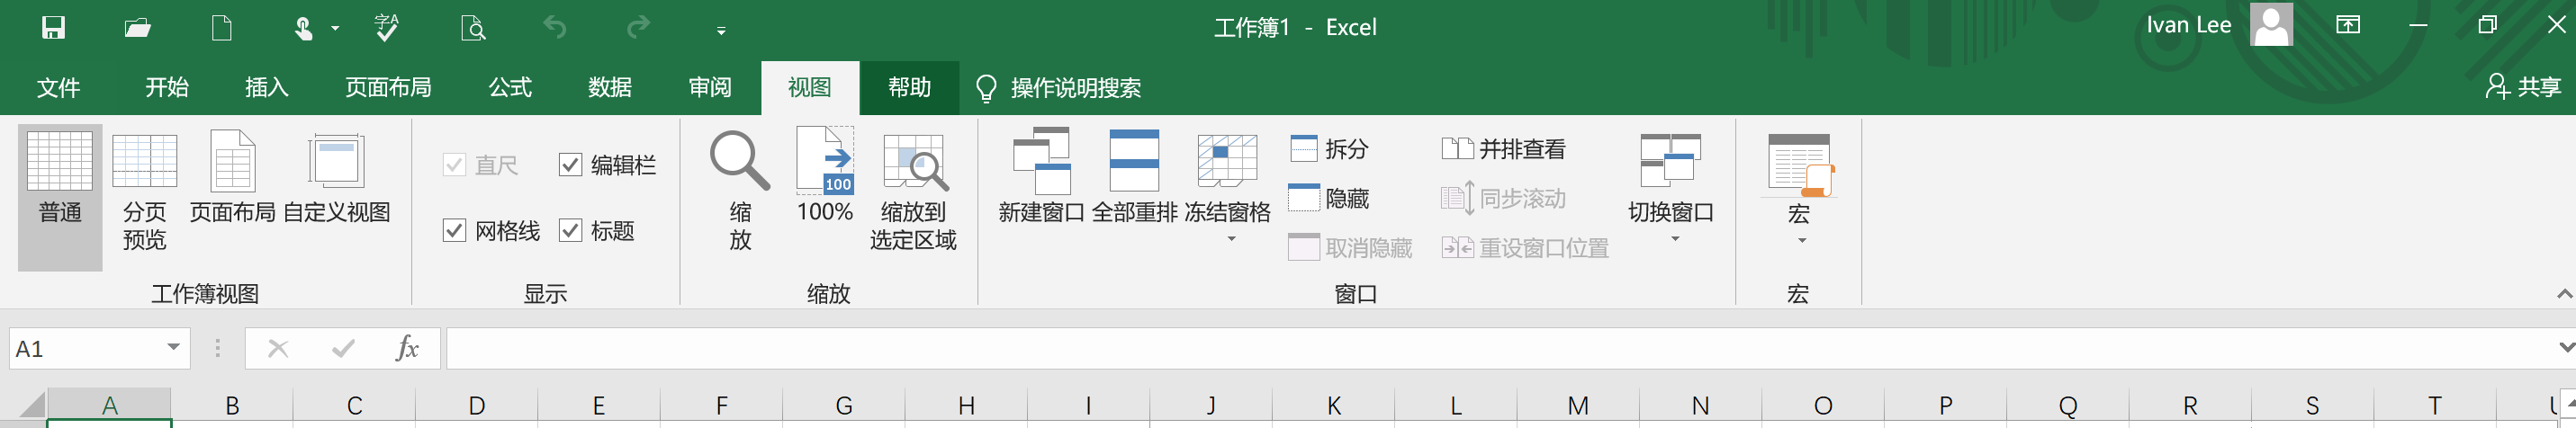 字A
工作簿1 - Excel
Ivan Lee
文件 开始 插入 页面布局 公式 数据 审阅 视图 帮助 操作说明搜索 共享
普通
分页
预览
页面布局
自定义视图
工作簿视图
直尺
编辑栏
网格线
标题
显示
缩
放
100
100%
缩放到
选定区域
缩放
新建窗口
全部重排
冻结窗格
拆分
隐藏
取消隐藏
并排查看
同步滚动
重设窗口位置
切换窗口
窗口
宏
宏
A1
fx
A B C D E F G H I J K L M N O P Q R S T